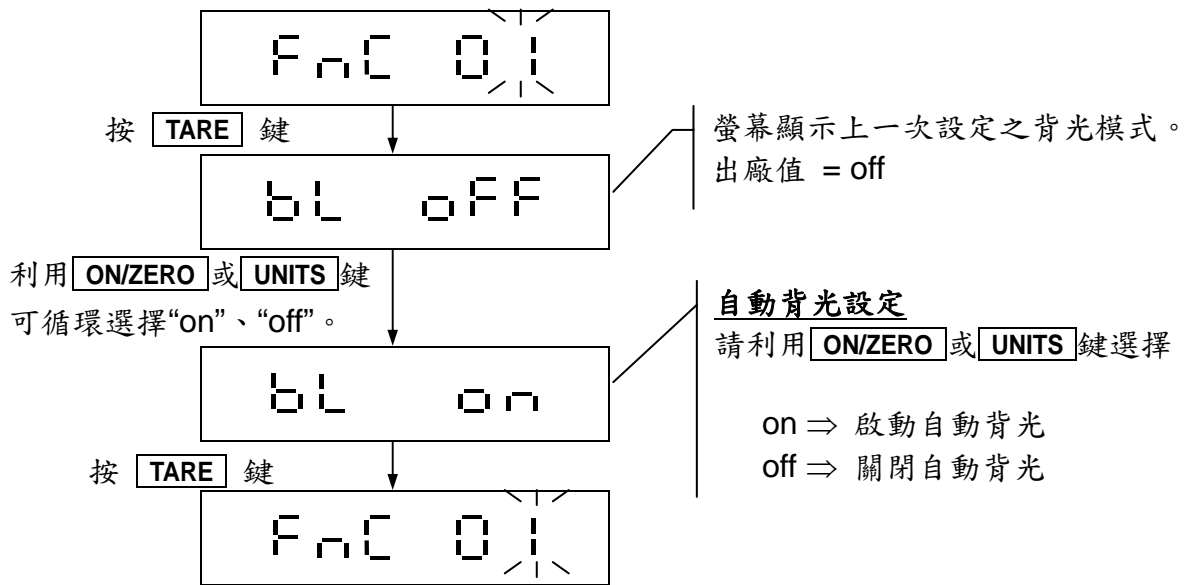 FnC 01
按 TARE 鍵
螢幕顯示上一次設定之背光模式。
出廠值 = off
bL oFF
利用 ON/ZERO 或 UNITS 鍵
可循環選擇“on”、“off”。
自動背光設定
請利用 ON/ZERO 或 UNITS 鍵選擇
bL on
on ⇒ 啟動自動背光
off ⇒ 關閉自動背光
按 TARE 鍵
FnC 01